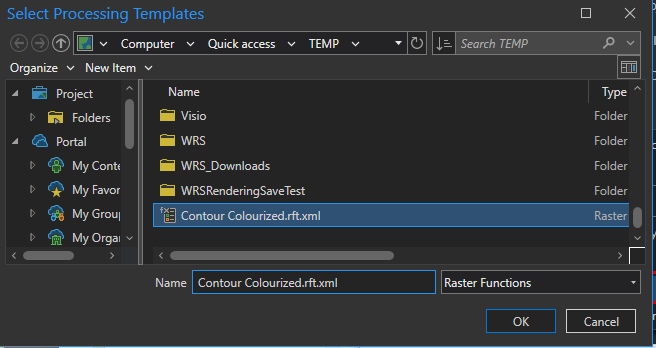 Select Processing Templates
Computer Quick access TEMP Search TEMP
Organize New Item
Project
Folders
Portal
My Conte
My Favor
My Group
My Organ
Name Type
Visio Folder
WRS Folder
WRS_Downloads Folder
WRSRenderingSaveTest Folder
Contour Colourized.rft.xml Raster
Name Contour Colourized.rft.xml Raster Functions
OK Cancel